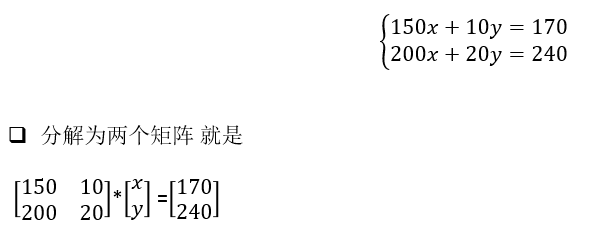 150x + 10y = 170
200x + 20y = 240
❑ 分解为两个矩阵 就是
[150 10] * [x] = [170]
[200 20] [y] [240]